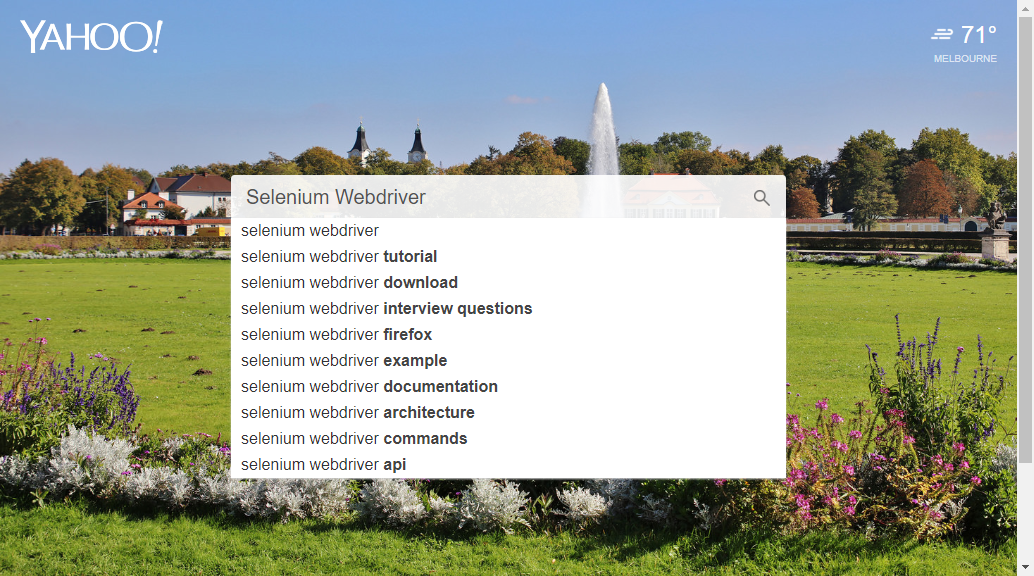 YAHOO!
71°
MELBOURNE
Selenium Webdriver
selenium webdriver
selenium webdriver tutorial
selenium webdriver download
selenium webdriver interview questions
selenium webdriver firefox
selenium webdriver example
selenium webdriver documentation
selenium webdriver architecture
selenium webdriver commands
selenium webdriver api